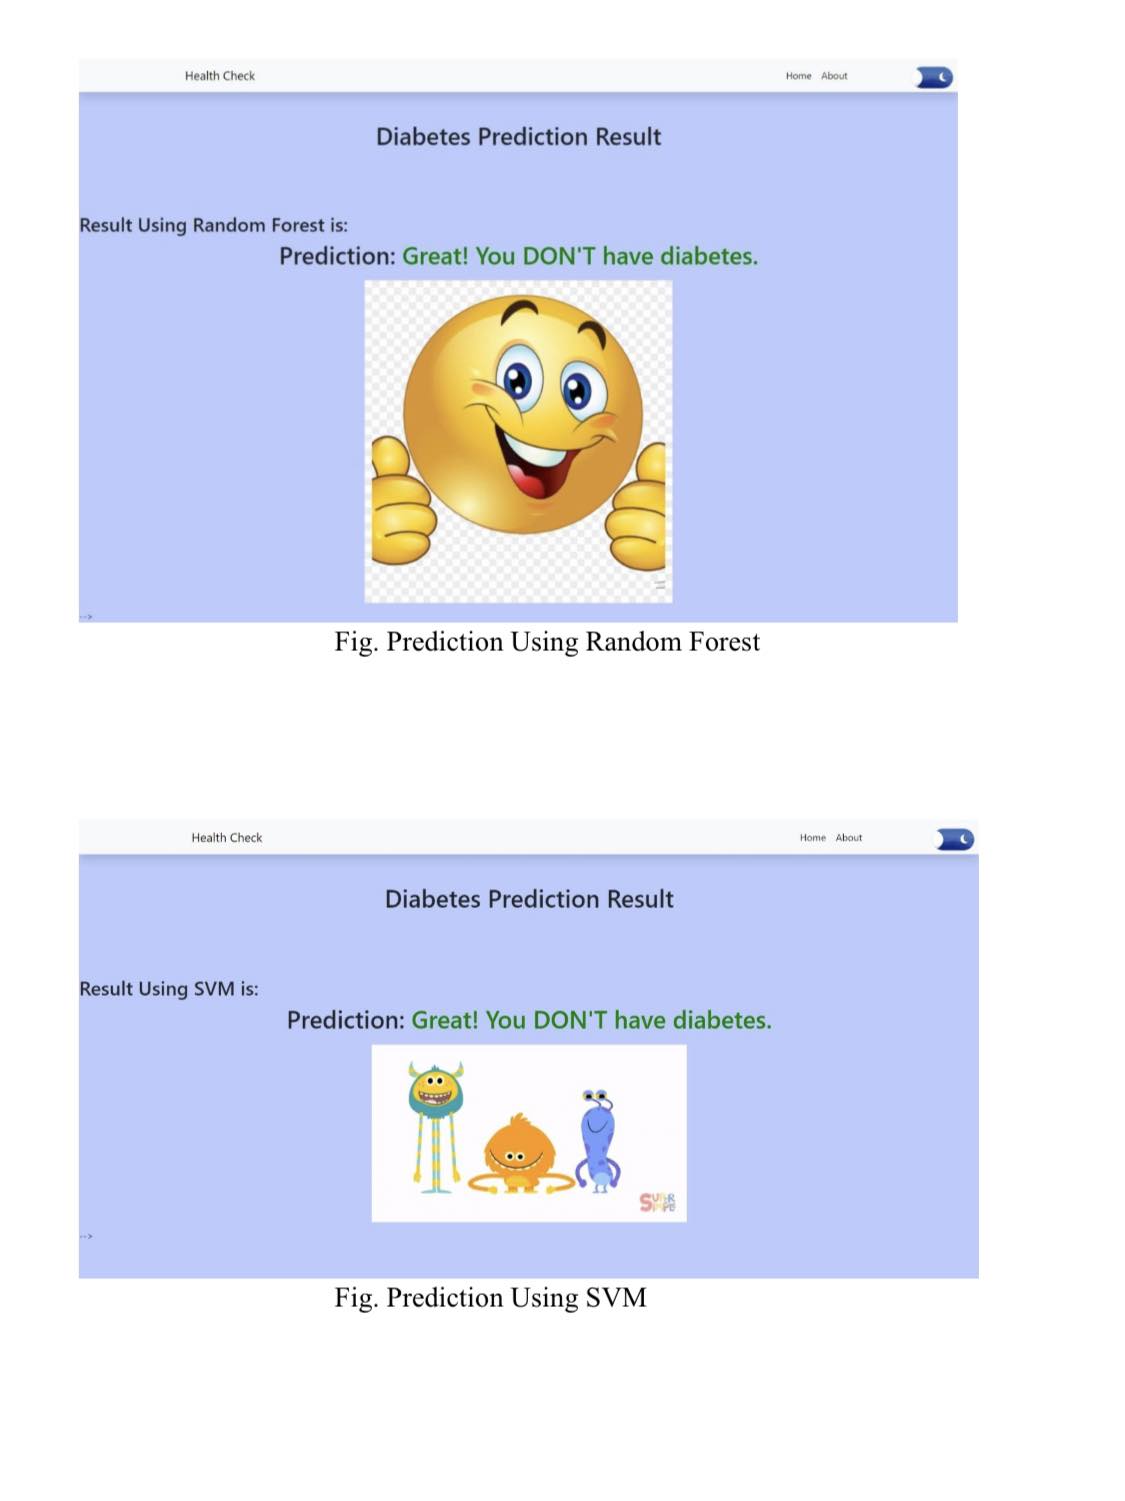 Health Check
Home About
Diabetes Prediction Result
Result Using Random Forest is:
Prediction: Great! You DON'T have diabetes.
-->
Fig. Prediction Using Random Forest
Health Check
Home About
Diabetes Prediction Result
Result Using SVM is:
Prediction: Great! You DON'T have diabetes.
SUPER
-->
Fig. Prediction Using SVM